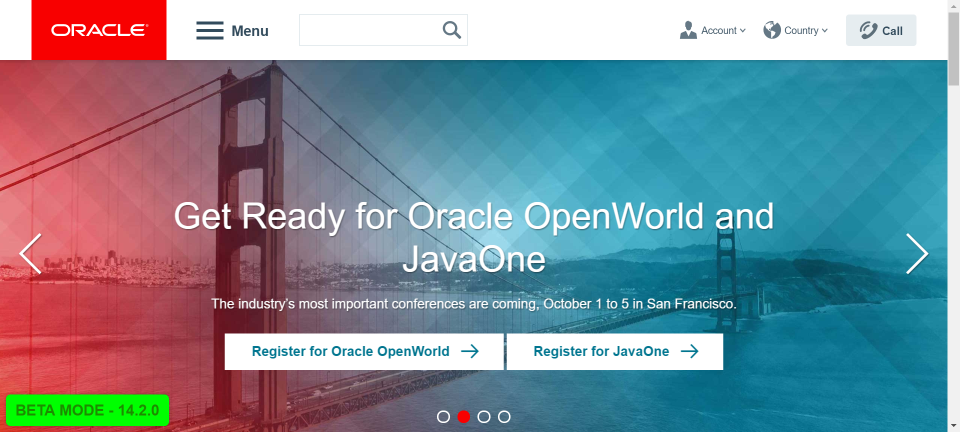 ORACLE
Menu
Account
Country
Call
Get Ready for Oracle OpenWorld and
JavaOne
The industry's most important conferences are coming, October 1 to 5 in San Francisco.
Register for Oracle OpenWorld
Register for JavaOne
BETA MODE - 14.2.0